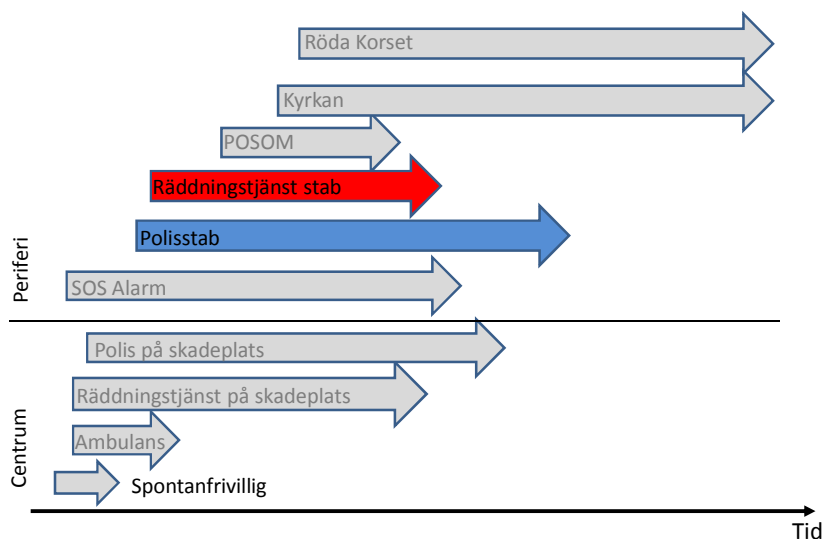 Röda Korset
Kyrkan
POSOM
Räddningstjänst stab
Polisstab
SOS Alarm
Periferi
Polis på skadeplats
Räddningstjänst på skadeplats
Ambulans
Spontanfrivillig
Centrum
Tid